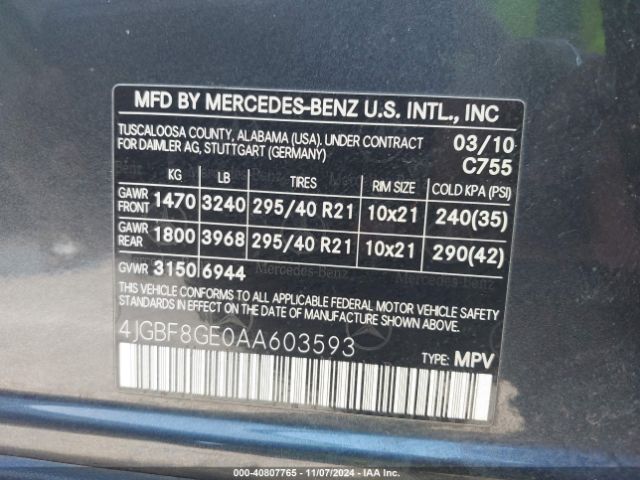 MFD BY MERCEDES-BENZ U.S. INTL., INC
TUSCALOOSA COUNTY, ALABAMA (USA). UNDER CONTRACT 03/10
FOR DAIMLER AG, STUTTGART (GERMANY) C755
KG LB TIRES RIM SIZE COLD KPA (PSI)
GAWR FRONT 1470 3240 295/40 R21 10x21 240(35)
GAWR REAR 1800 3968 295/40 R21 10x21 290(42)
GVWR 3150 6944
Mercedes-Benz
THIS VEHICLE CONFORMS TO ALL APPLICABLE FEDERAL MOTOR VEHICLE SAFETY
STANDARDS IN EFFECT ON THE DATE OF MANUFACTURE SHOWN ABOVE.
4JGBF8GE0AA603593
TYPE: MPV
000-40807765 - 11/07/2024 - IAA Inc.